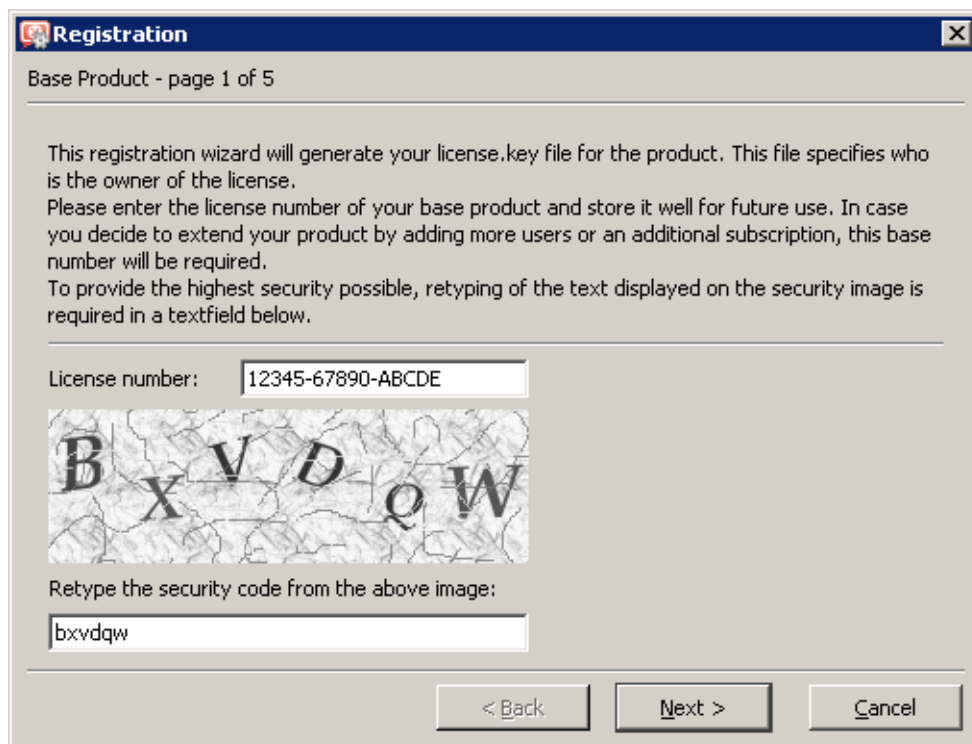 Registration
Base Product - page 1 of 5
This registration wizard will generate your license.key file for the product. This file specifies who
is the owner of the license.
Please enter the license number of your base product and store it well for future use. In case
you decide to extend your product by adding more users or an additional subscription, this base
number will be required.
To provide the highest security possible, retyping of the text displayed on the security image is
required in a textfield below.
License number: 12345-67890-ABCDE
B X V D Q W
Retype the security code from the above image:
bxvdqw
< Back Next > Cancel